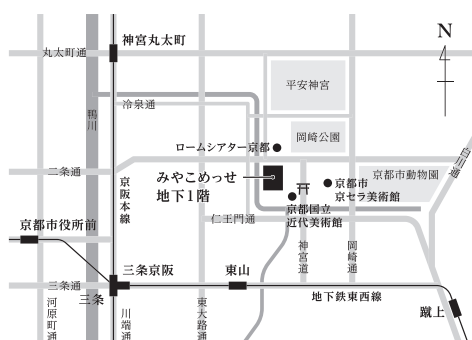 神宮丸太町
N
丸太町通
平安神宮
冷泉通
鴨川
岡崎公園
白川通
ロームシアター京都
二条通
京阪本線
みやこめっせ
地下1階
京都市
京セラ美術館
京都市動物園
京都国立
近代美術館
仁王門通
京都市役所前
神宮道
岡崎通
三条京阪
東山
三条通
三条
地下鉄東西線
蹴上
河原町通
川端通
東大路通